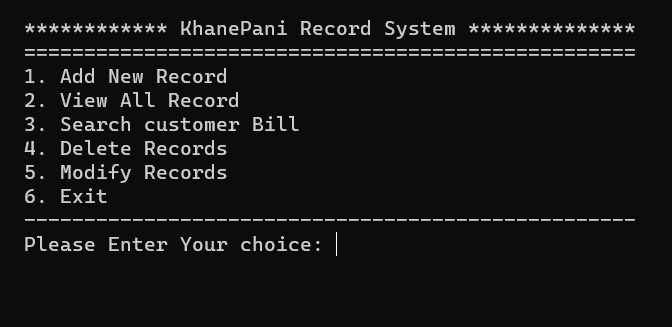 ************ KhanePani Record System **************
===================================================
1. Add New Record
2. View All Record
3. Search customer Bill
4. Delete Records
5. Modify Records
6. Exit
---------------------------------------------------
Please Enter Your choice: